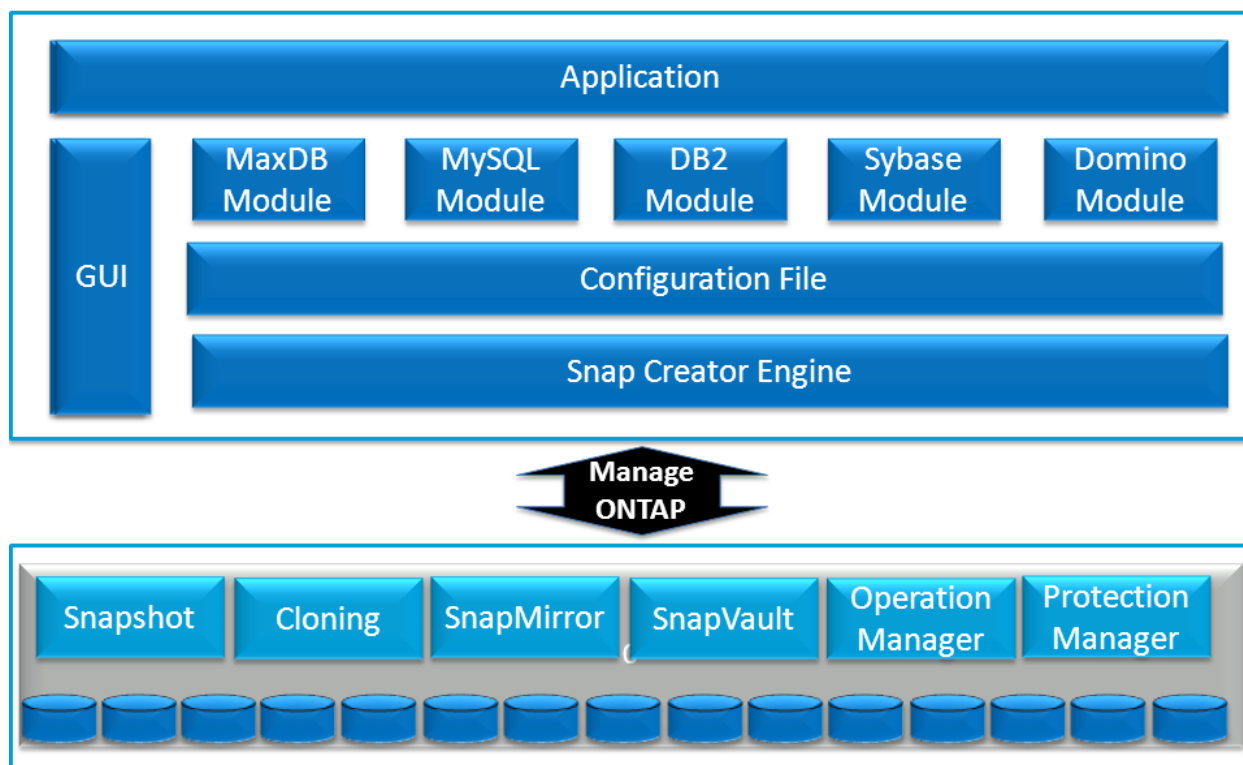 Application
MaxDB
Module
MySQL
Module
DB2
Module
Sybase
Module
Domino
Module
GUI
Configuration File
Snap Creator Engine
Manage
ONTAP
Snapshot
Cloning
SnapMirror
SnapVault
Operation
Manager
Protection
Manager